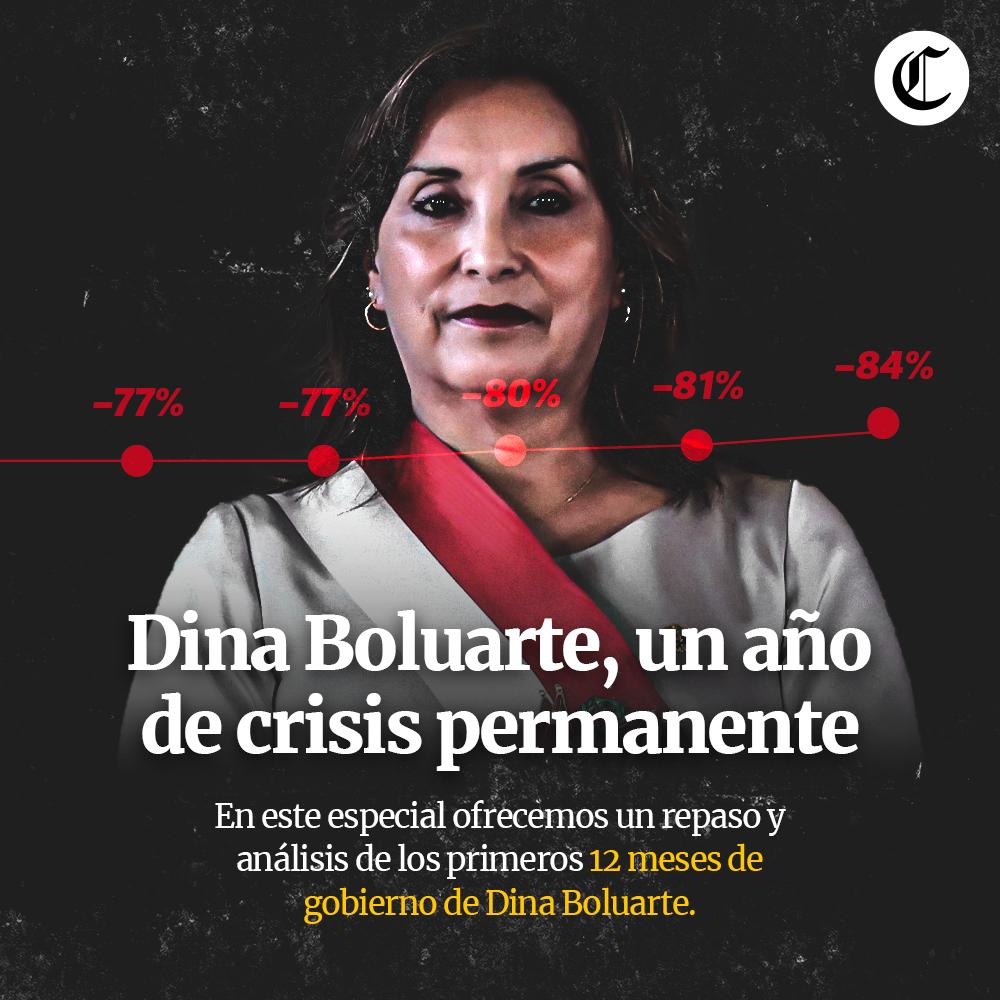 C
–77%
–77%
–80%
–81%
–84%
Dina Boluarte, un año
de crisis permanente
En este especial ofrecemos un repaso y
análisis de los primeros 12 meses de
gobierno de Dina Boluarte.